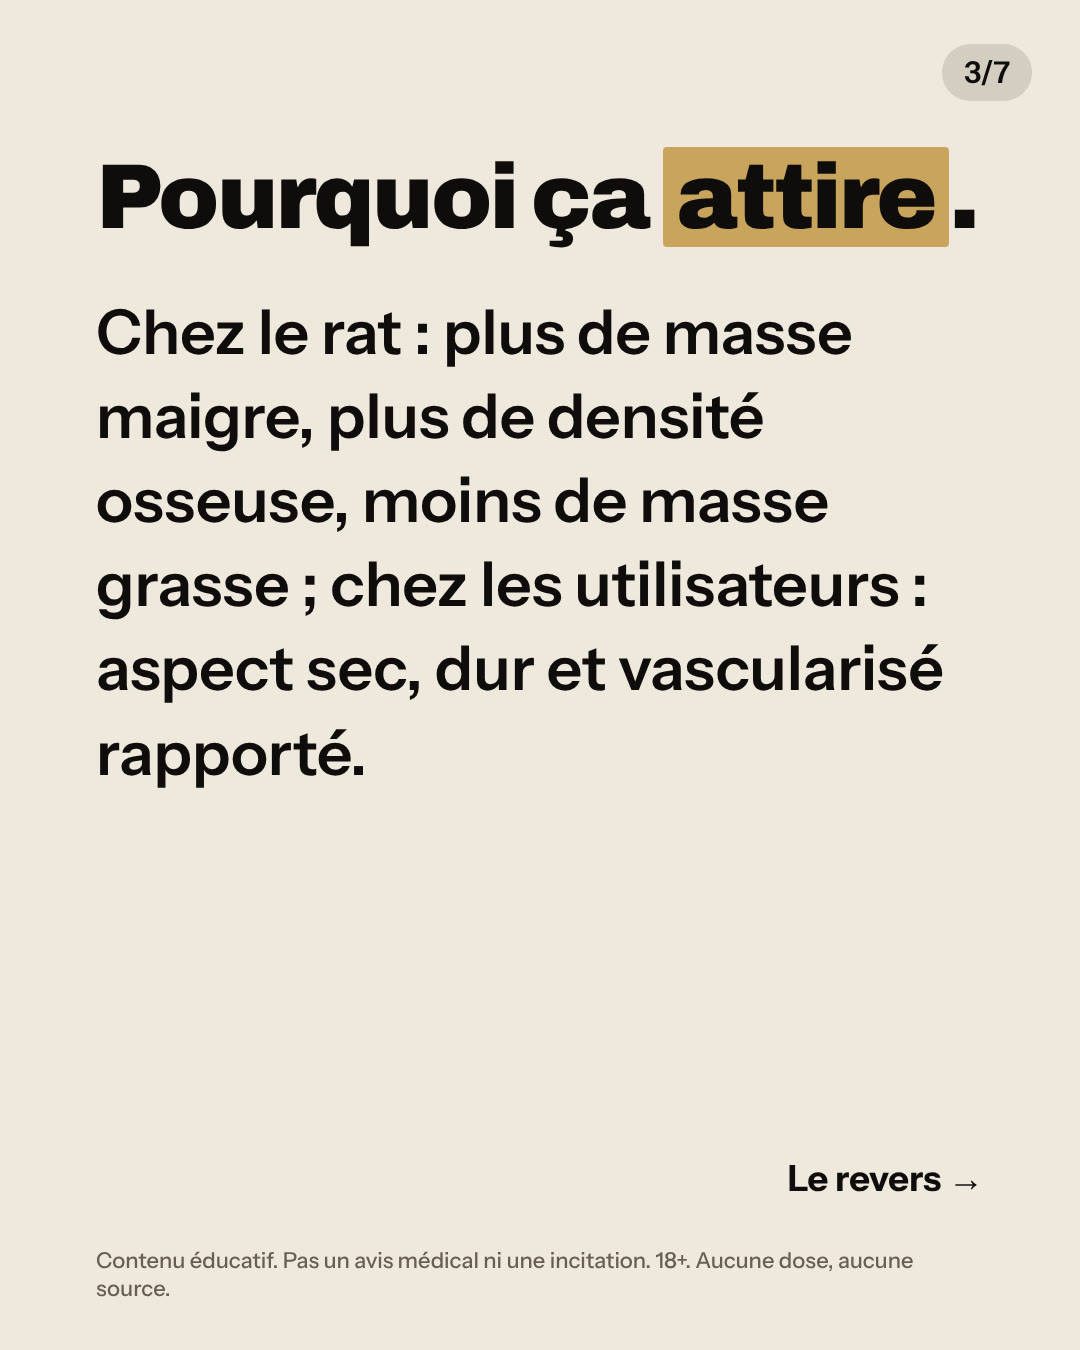 3/7
Pourquoi ça attire.
Chez le rat : plus de masse
maigre, plus de densité
osseuse, moins de masse
grasse ; chez les utilisateurs :
aspect sec, dur et vascularisé
rapporté.
Le revers →
Contenu éducatif. Pas un avis médical ni une incitation. 18+. Aucune dose, aucune
source.